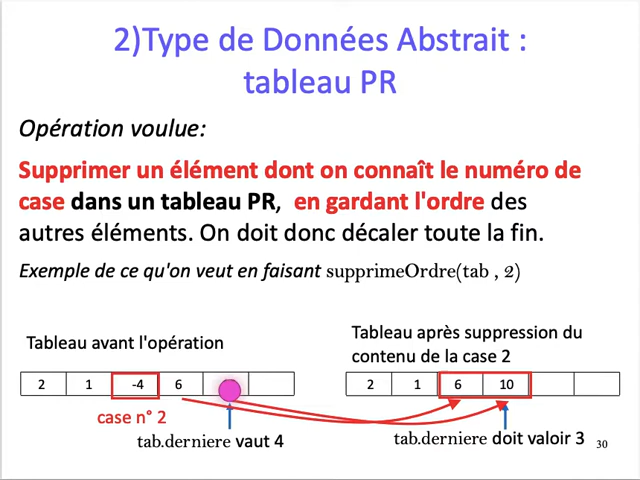 2)Type de Données Abstrait :
tableau PR
Opération voulue:
Supprimer un élément dont on connaît le numéro de
case dans un tableau PR, en gardant l'ordre des
autres éléments. On doit donc décaler toute la fin.
Exemple de ce qu'on veut en faisant supprimeOrdre(tab , 2)
Tableau avant l'opération
2 1 -4 6
case n° 2
tab.derniere vaut 4
Tableau après suppression du
contenu de la case 2
2 1 6 10
tab.derniere doit valoir 3
30